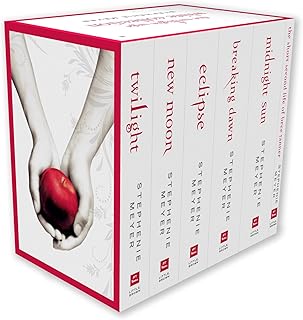 twilight
STEPHENIE
MEYER
new moon
STEPHENIE
MEYER
eclipse
STEPHENIE
MEYER
breaking dawn
STEPHENIE
MEYER
midnight sun
STEPHENIE
MEYER
the short second life of bree tanner
STEPHENIE
MEYER